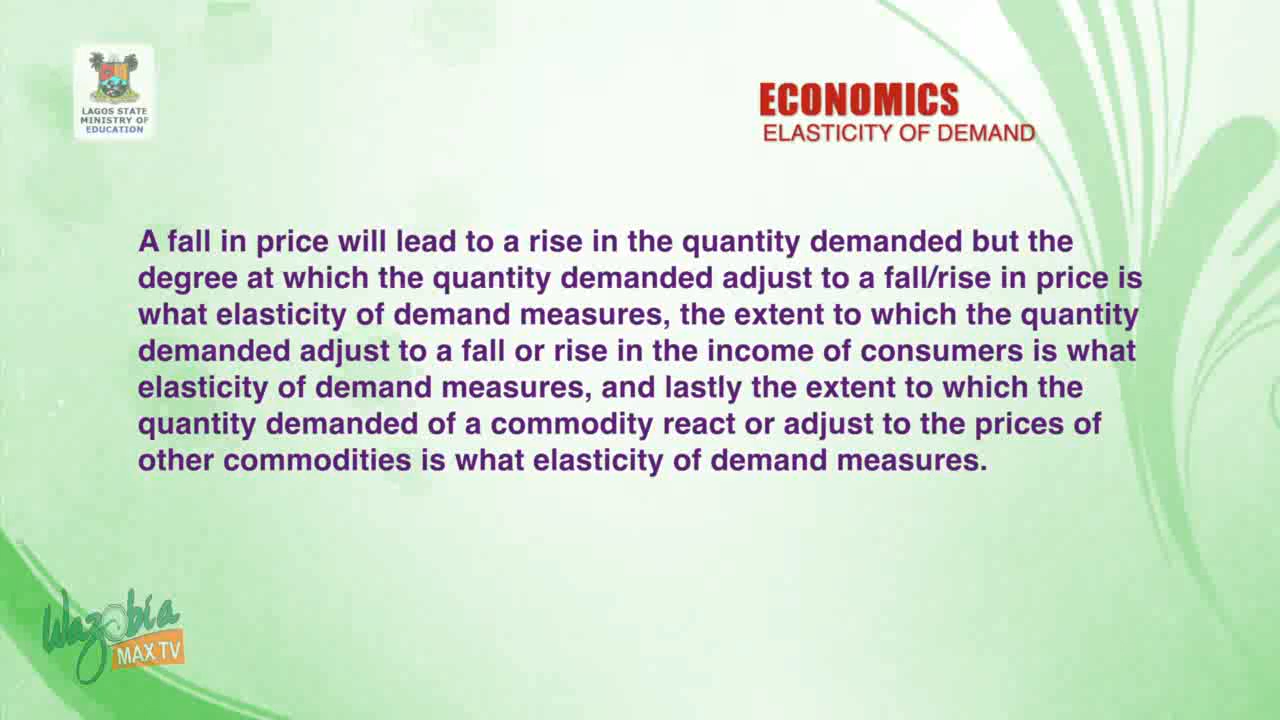 LAGOS STATE
MINISTRY OF
EDUCATION
ECONOMICS
ELASTICITY OF DEMAND
A fall in price will lead to a rise in the quantity demanded but the
degree at which the quantity demanded adjust to a fall/rise in price is
what elasticity of demand measures, the extent to which the quantity
demanded adjust to a fall or rise in the income of consumers is what
elasticity of demand measures, and lastly the extent to which the
quantity demanded of a commodity react or adjust to the prices of
other commodities is what elasticity of demand measures.
Wazobia
MAX TV